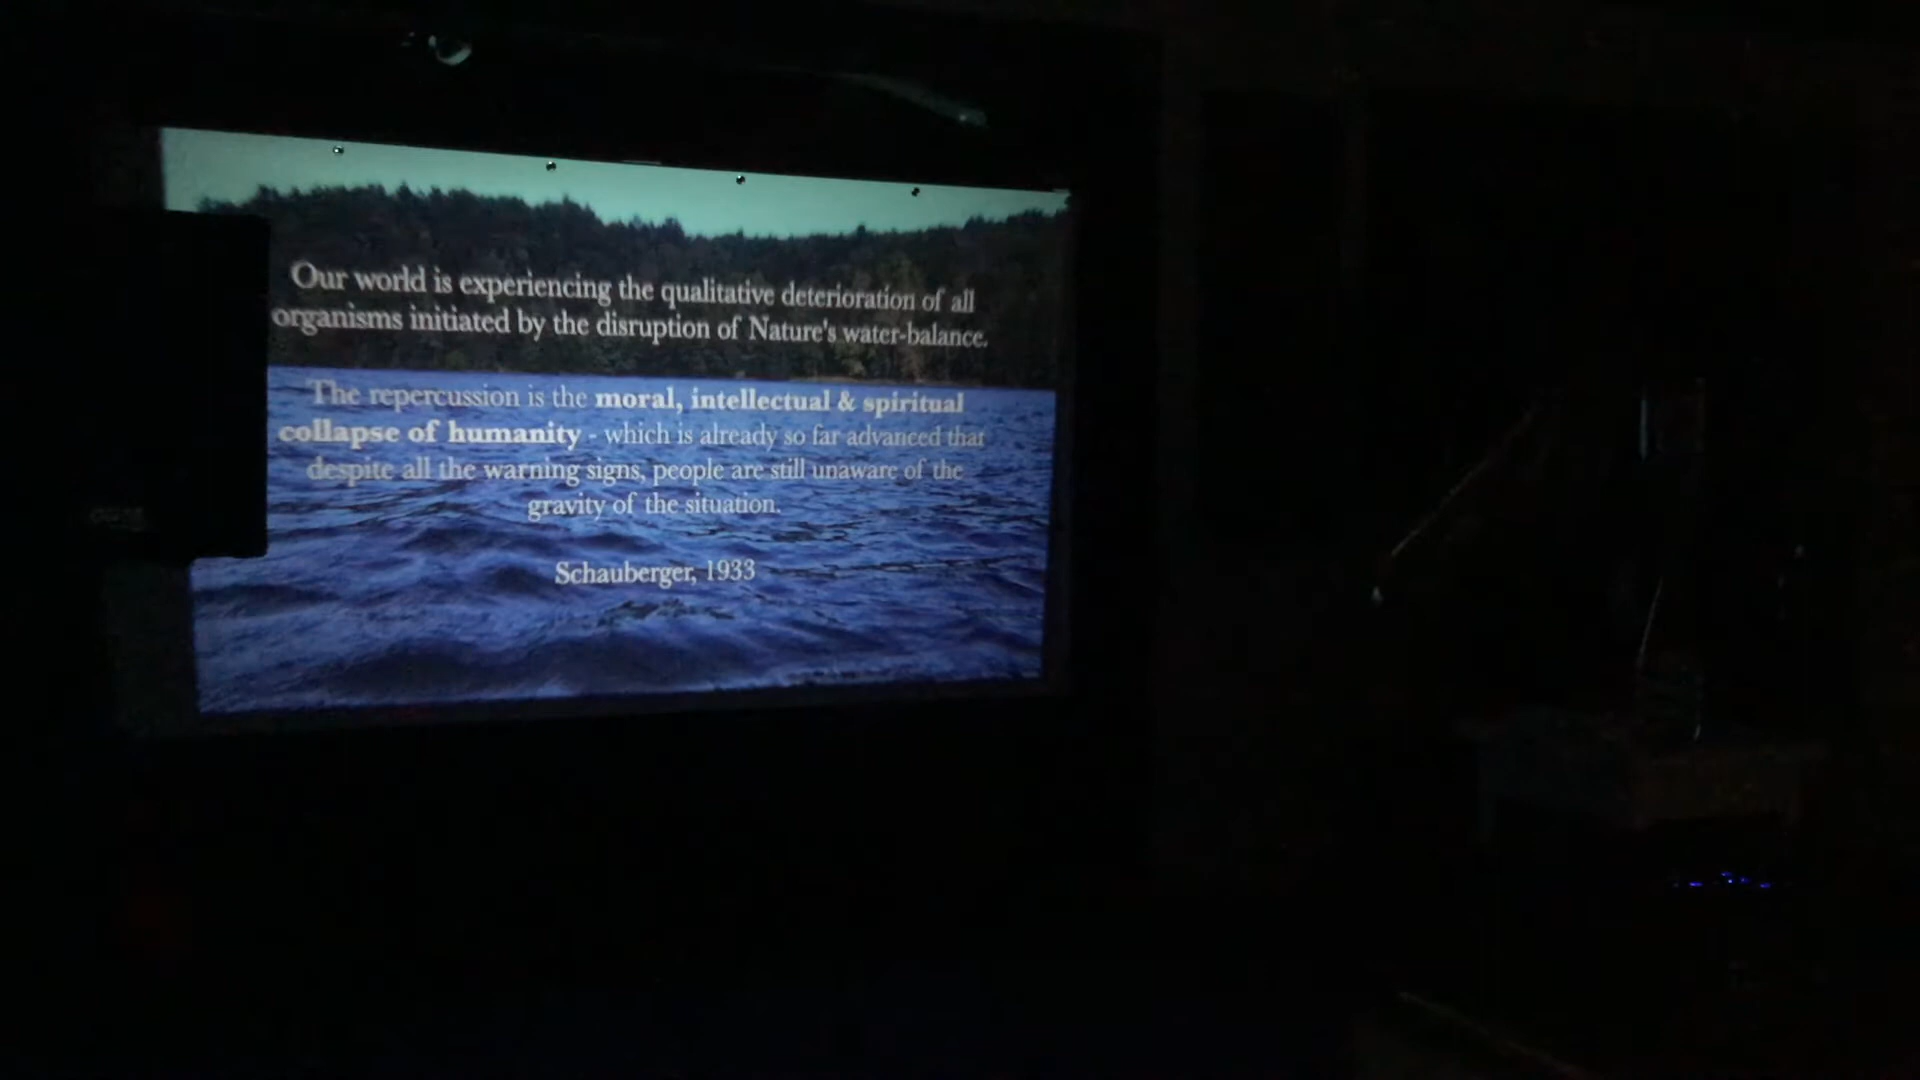 Our world is experiencing the qualitative deterioration of all
organisms initiated by the disruption of Nature's water-balance.
The repercussion is the moral, intellectual & spiritual
collapse of humanity - which is already so far advanced that
despite all the warning signs, people are still unaware of the
gravity of the situation.
Schauberger, 1933